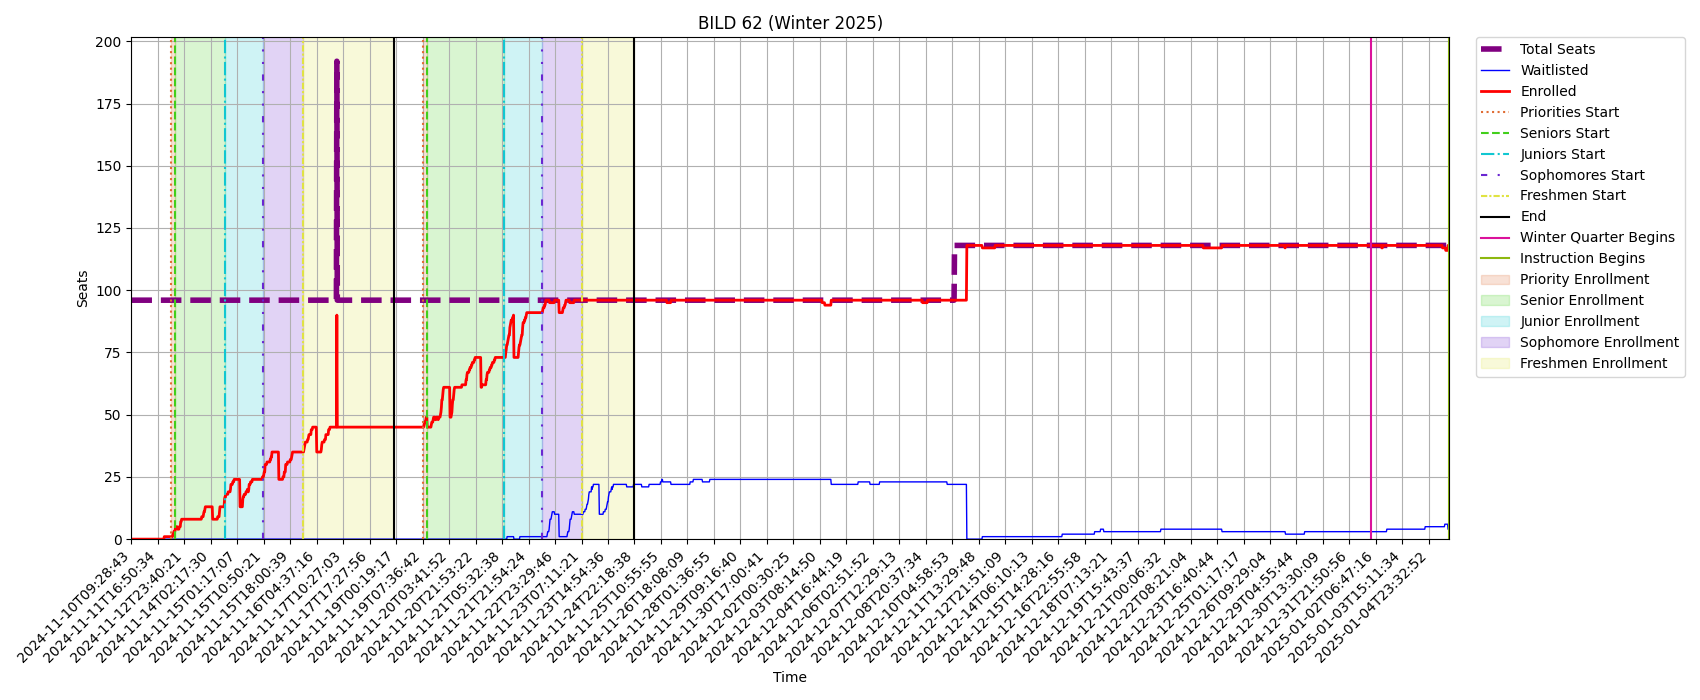 BILD 62 (Winter 2025)
200
175
150
125
100
75
50
25
0
Seats
2024-11-10T09:28:43
2024-11-11T16:50:34
2024-11-12T23:40:21
2024-11-14T02:17:30
2024-11-15T01:17:07
2024-11-15T10:50:21
2024-11-15T18:00:39
2024-11-16T04:37:16
2024-11-17T10:27:03
2024-11-17T17:27:56
2024-11-19T00:19:17
2024-11-19T07:36:42
2024-11-20T03:41:52
2024-11-20T21:53:22
2024-11-21T05:32:38
2024-11-21T21:54:24
2024-11-22T23:29:46
2024-11-23T07:11:21
2024-11-23T14:54:36
2024-11-24T22:18:38
2024-11-25T10:55:55
2024-11-26T18:08:09
2024-11-28T01:36:55
2024-11-29T09:16:40
2024-11-30T17:00:41
2024-12-02T00:30:25
2024-12-03T08:14:50
2024-12-04T16:44:19
2024-12-06T02:51:52
2024-12-07T12:29:13
2024-12-08T20:37:34
2024-12-10T04:58:53
2024-12-11T13:29:48
2024-12-12T21:51:09
2024-12-14T06:10:13
2024-12-15T14:28:16
2024-12-16T22:55:58
2024-12-18T07:13:21
2024-12-19T15:43:37
2024-12-21T00:06:32
2024-12-22T08:21:04
2024-12-23T16:40:44
2024-12-25T01:17:17
2024-12-26T09:29:04
2024-12-29T04:55:44
2024-12-30T13:30:09
2024-12-31T21:50:56
2025-01-02T06:47:16
2025-01-03T15:11:34
2025-01-04T23:32:52
Time
Total Seats
Waitlisted
Enrolled
Priorities Start
Seniors Start
Juniors Start
Sophomores Start
Freshmen Start
End
Winter Quarter Begins
Instruction Begins
Priority Enrollment
Senior Enrollment
Junior Enrollment
Sophomore Enrollment
Freshmen Enrollment